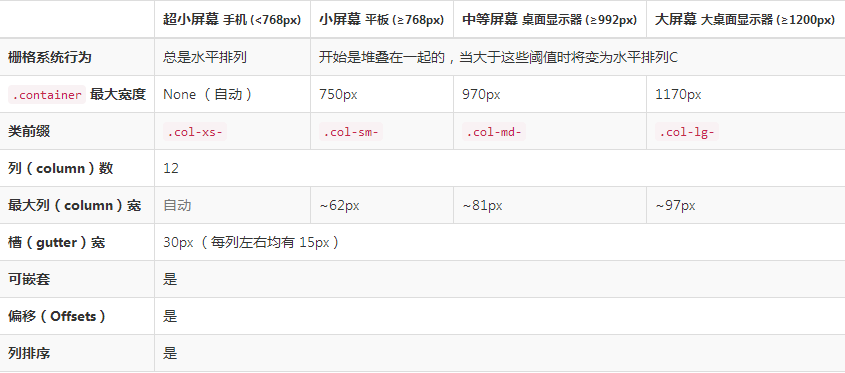 超小屏幕 手机 (<768px) 小屏幕 平板 (≥768px) 中等屏幕 桌面显示器 (≥992px) 大屏幕 大桌面显示器 (≥1200px)
栅格系统行为 总是水平排列 开始是堆叠在一起的，当大于这些阈值时将变为水平排列C
.container 最大宽度 None （自动） 750px 970px 1170px
类前缀 .col-xs- .col-sm- .col-md- .col-lg-
列（column）数 12
最大列（column）宽 自动 ~62px ~81px ~97px
槽（gutter）宽 30px （每列左右均有 15px）
可嵌套 是
偏移（Offsets） 是
列排序 是